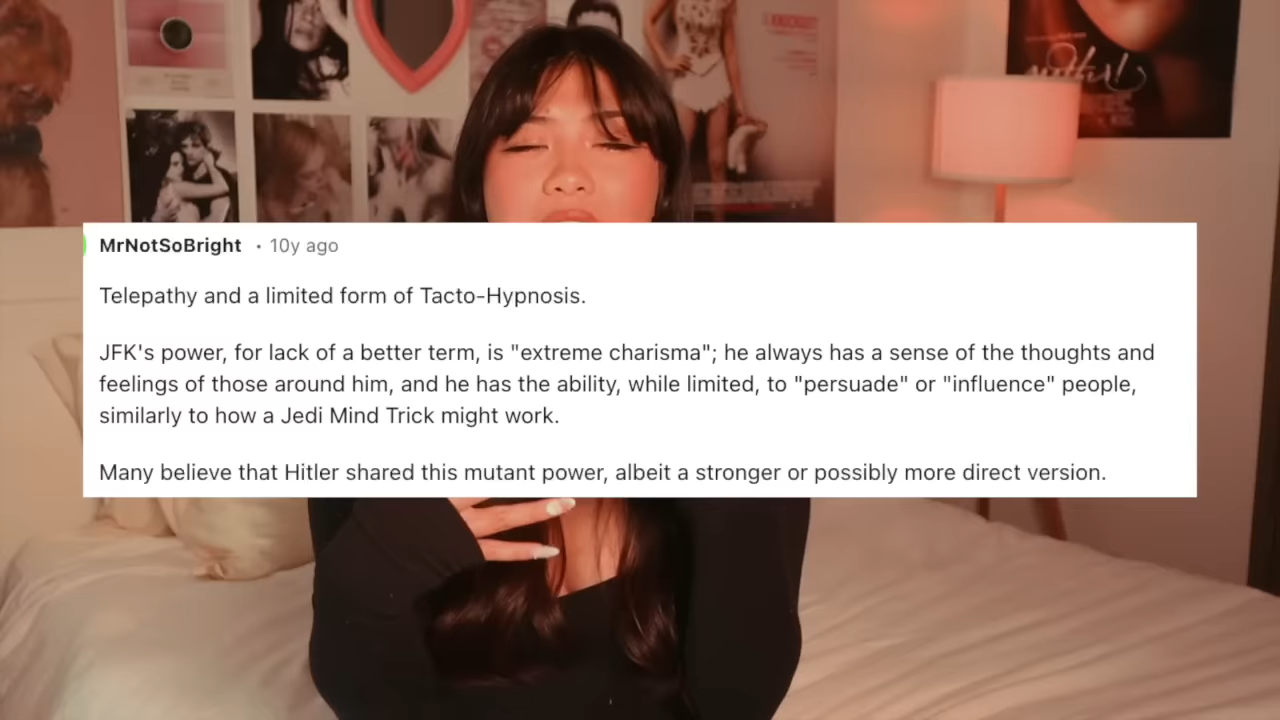 MrNotSoBright · 10y ago
Telepathy and a limited form of Tacto-Hypnosis.
JFK's power, for lack of a better term, is "extreme charisma"; he always has a sense of the thoughts and
feelings of those around him, and he has the ability, while limited, to "persuade" or "influence" people,
similarly to how a Jedi Mind Trick might work.
Many believe that Hitler shared this mutant power, albeit a stronger or possibly more direct version.